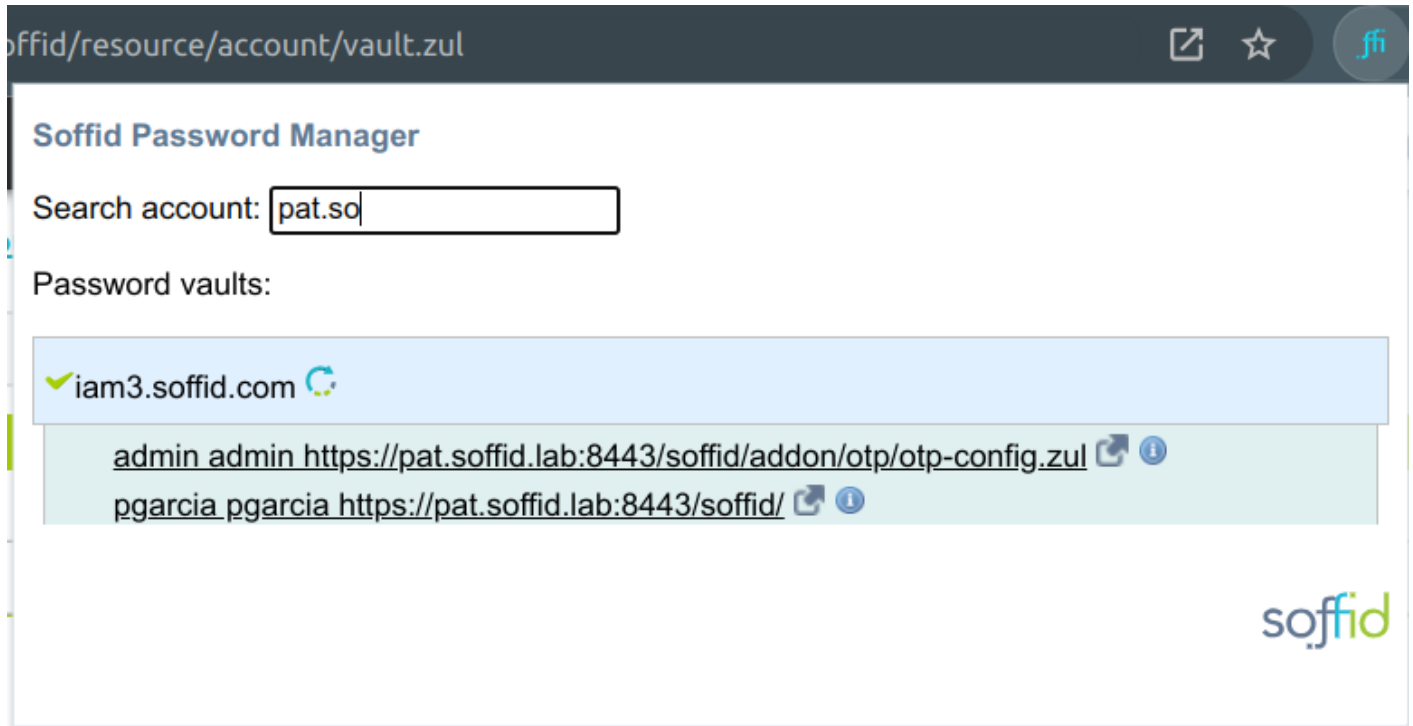 offid/resource/account/vault.zul
ffi
Soffid Password Manager
Search account: pat.so
Password vaults:
iam3.soffid.com
admin admin https://pat.soffid.lab:8443/soffid/addon/otp/otp-config.zul
pgarcia pgarcia https://pat.soffid.lab:8443/soffid/
soffid